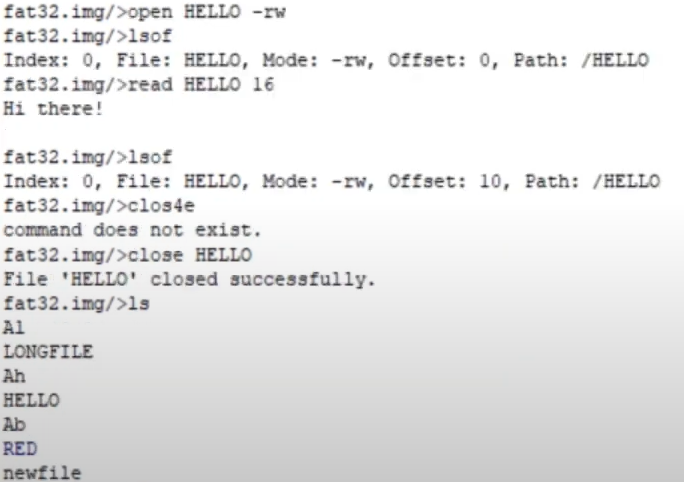 fat32.img/>open HELLO -rw
fat32.img/>lsof
Index: 0, File: HELLO, Mode: -rw, Offset: 0, Path: /HELLO
fat32.img/>read HELLO 16
Hi there!
fat32.img/>lsof
Index: 0, File: HELLO, Mode: -rw, Offset: 10, Path: /HELLO
fat32.img/>clos4e
command does not exist.
fat32.img/>close HELLO
File 'HELLO' closed successfully.
fat32.img/>ls
A1
LONGFILE
Ah
HELLO
Ab
RED
newfile